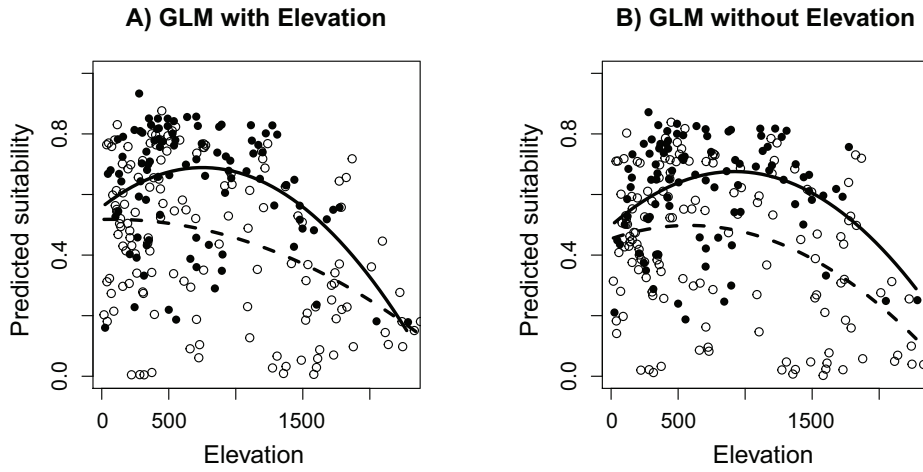 A) GLM with Elevation
Predicted suitability
0.8
0.4
0.0
0
500
1500
Elevation
B) GLM without Elevation
Predicted suitability
0.8
0.4
0.0
0
500
1500
Elevation